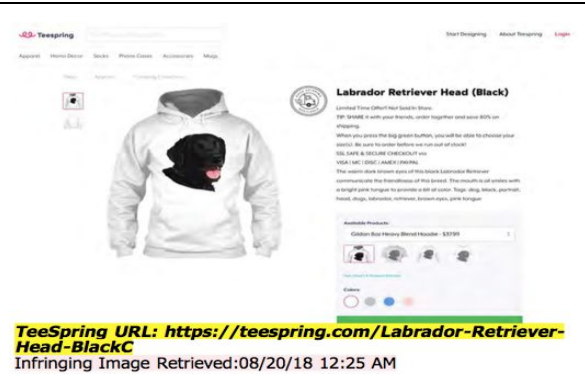 Teespring
Start Designing About Teespring Login
Apparel Home Decor Socks Phone Cases Accessories Mugs
Labrador Retriever Head (Black)
Limited Time Offer! Not Sold In Store.
TIP: SHARE it with your friends, order together and save 80% on
shipping.
When you press the big green button, you will be able to choose your
size(s). Be sure to order before we run out of stock!
SSL SAFE & SECURE CHECKOUT via
VISA | MC | DISC | AMEX | PAYPAL
The warm dark brown eyes of this black Labrador Retriever
communicate the friendliness of this breed. The mouth is all smiles with
a bright pink tongue to provide a bit of color. Tags: dog, black, portrait,
head, dogs, labrador, retriever, brown eyes, pink tongue
Available Products:
Gildan 8oz Heavy Blend Hoodie - $37.99
Colors:
TeeSpring URL: https://teespring.com/Labrador-Retriever-
Head-BlackC
Infringing Image Retrieved:08/20/18 12:25 AM